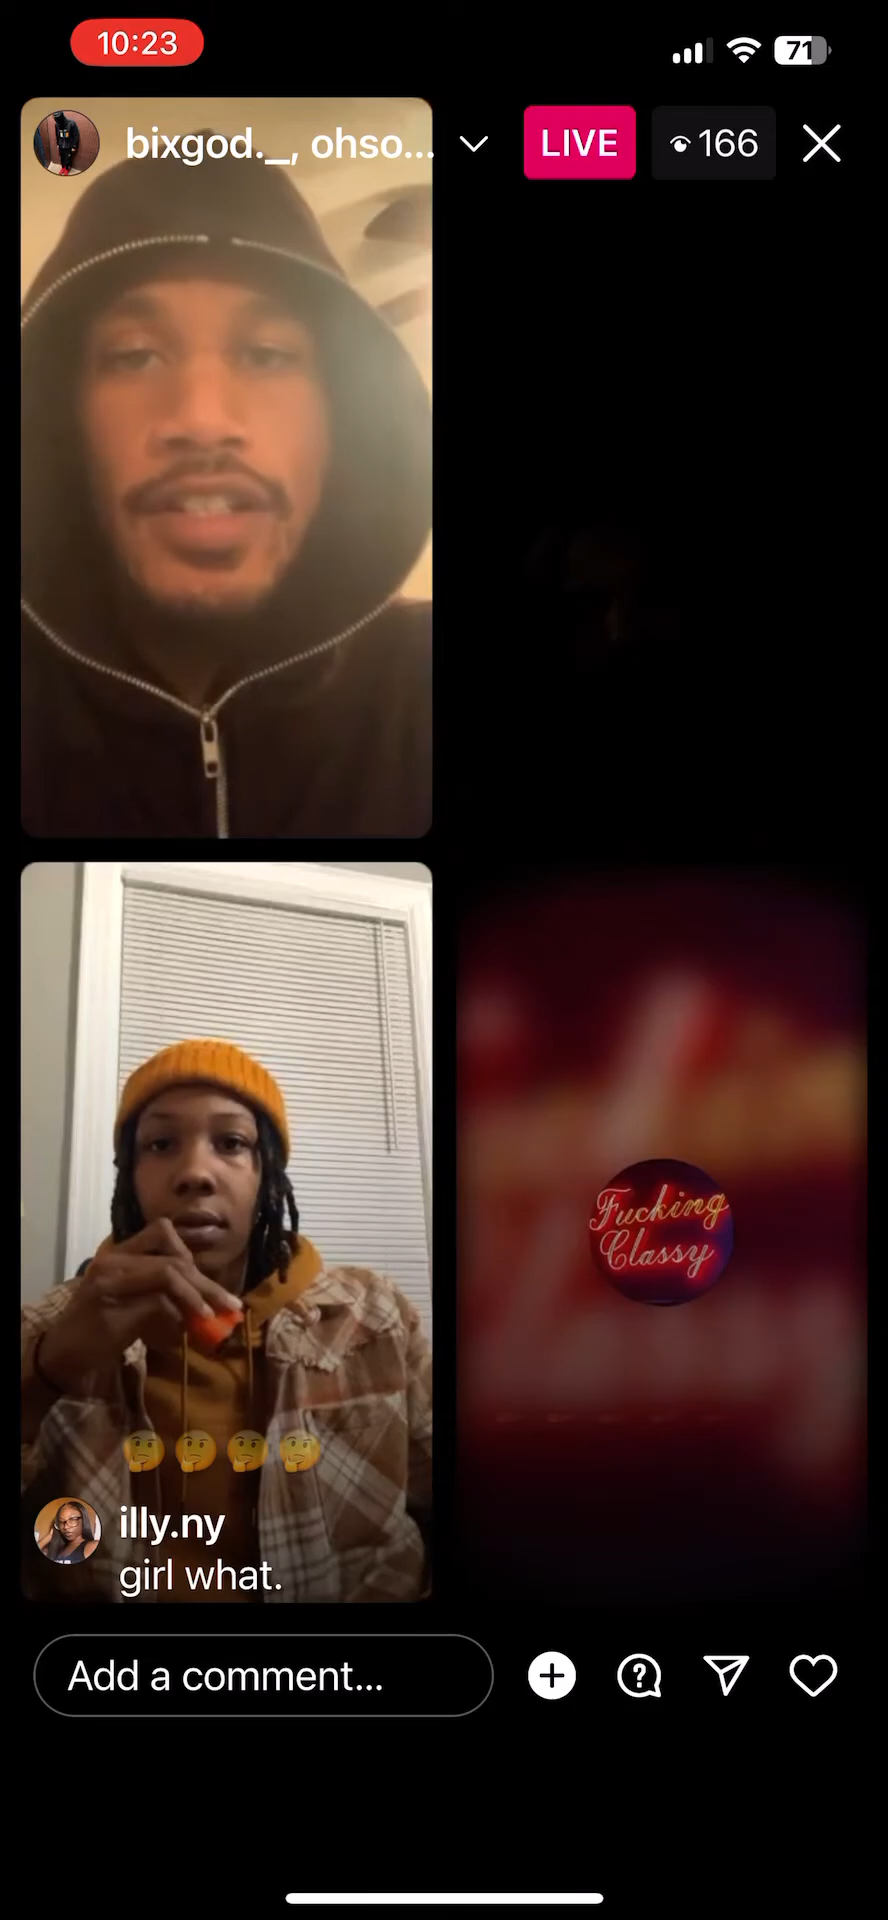 10:23
71
bixgod._, ohso...
LIVE
166
Fucking
Classy
illy.ny
girl what.
Add a comment...